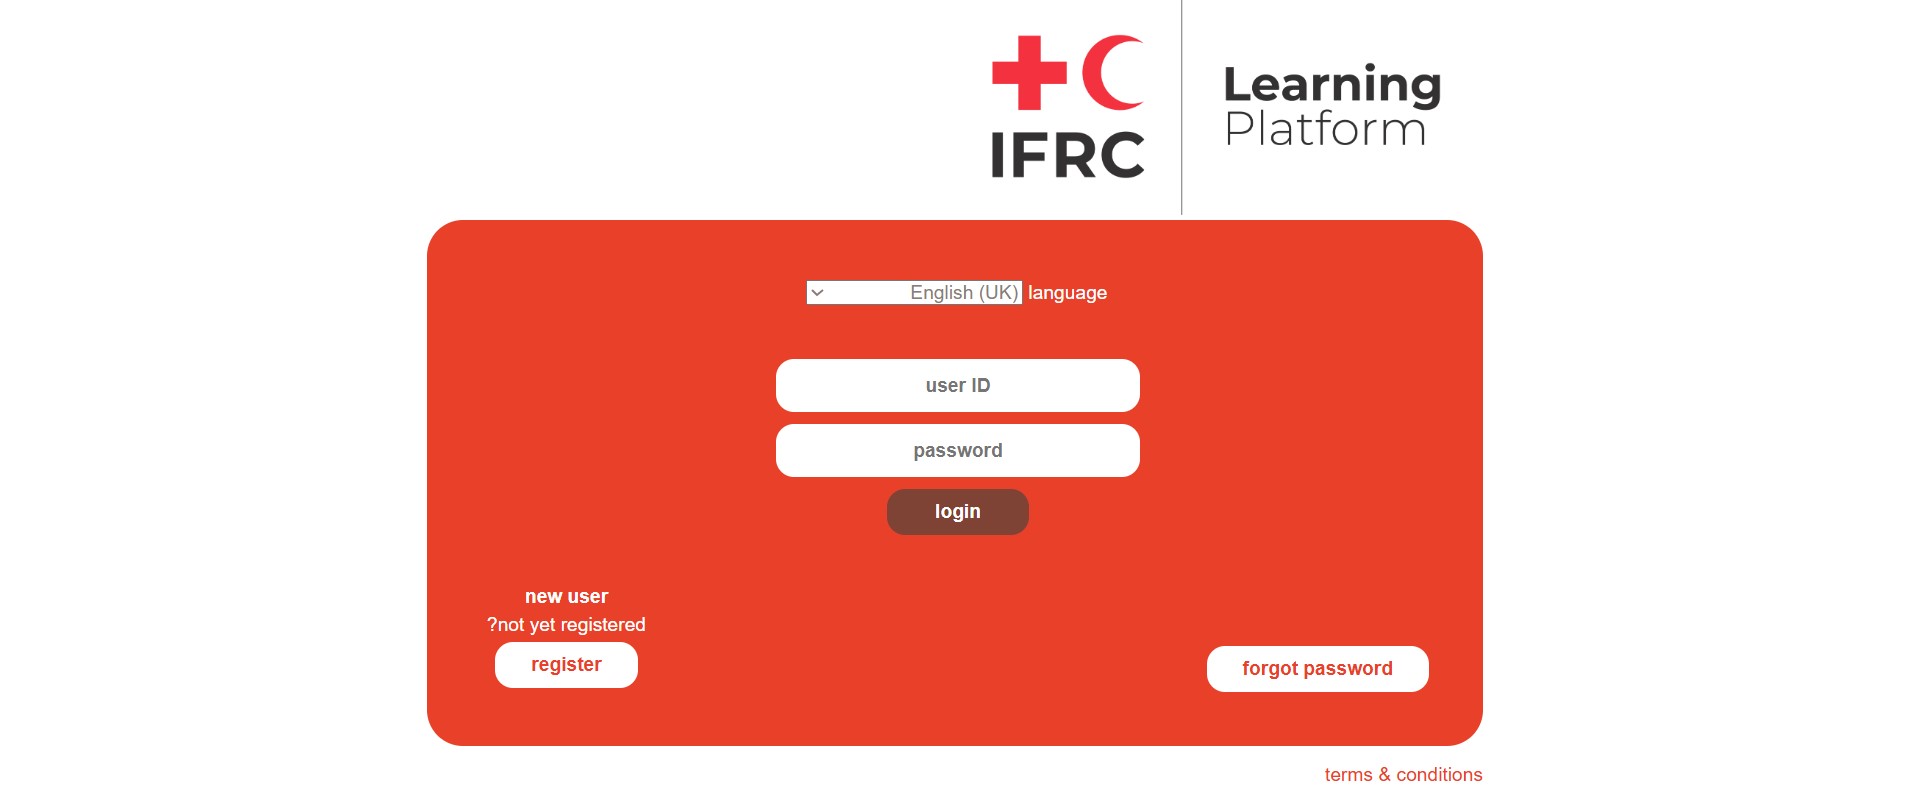 IFRC
Learning
Platform
English (UK) language
user ID
password
login
new user
?not yet registered
register
forgot password
terms & conditions